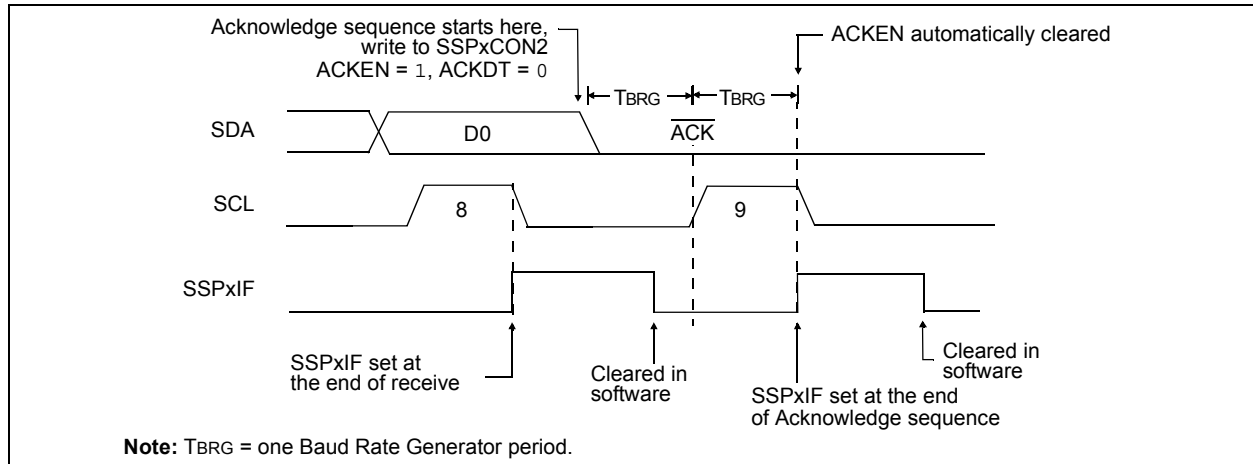 Acknowledge sequence starts here,
write to SSPxCON2
ACKEN = 1, ACKDT = 0
ACKEN automatically cleared
TBRG
TBRG
SDA
D0
ACK
SCL
8
9
SSPxIF
SSPxIF set at
the end of receive
Cleared in
software
SSPxIF set at the end
of Acknowledge sequence
Cleared in
software
Note: TBRG = one Baud Rate Generator period.